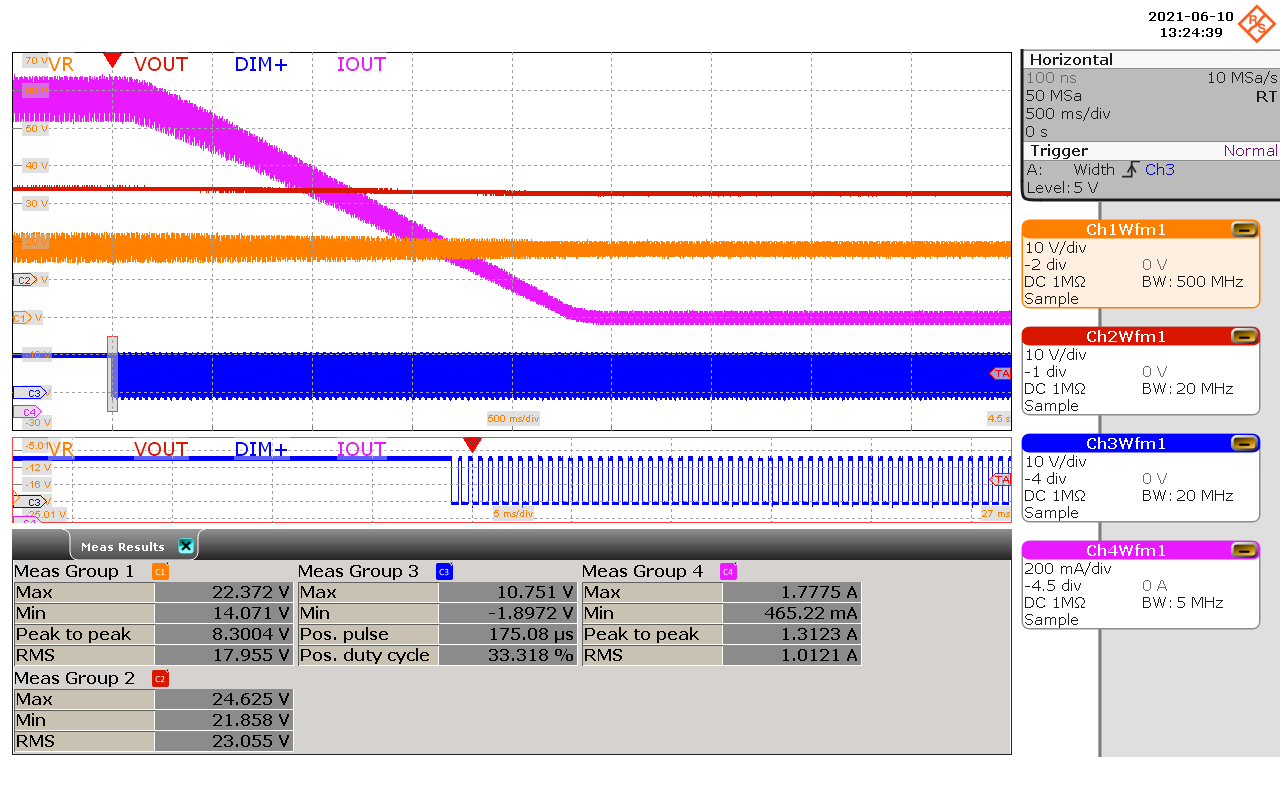 2021-06-10
13:24:39
R S
VR VOUT DIM+ IOUT
70 V
60 V
50 V
40 V
30 V
20 V
C2 V
C1 V
-10 V
C3
C4
-30 V
500 ms/div
4.5 s
TA
-5.01 V
VR VOUT DIM+ IOUT
-12 V
-16 V
C3
-25.01 V
C4
5 ms/div
27 ms
TA
Horizontal
100 ns 10 MSa/s
50 MSa RT
500 ms/div
0 s
Trigger Normal
A: Width Ch3
Level: 5 V
Ch1Wfm1
10 V/div
-2 div 0 V
DC 1MΩ BW: 500 MHz
Sample
Ch2Wfm1
10 V/div
-1 div 0 V
DC 1MΩ BW: 20 MHz
Sample
Ch3Wfm1
10 V/div
-4 div 0 V
DC 1MΩ BW: 20 MHz
Sample
Ch4Wfm1
200 mA/div
-4.5 div 0 A
DC 1MΩ BW: 5 MHz
Sample
Meas Results
Meas Group 1 C1
Max 22.372 V
Min 14.071 V
Peak to peak 8.3004 V
RMS 17.955 V
Meas Group 3 C3
Max 10.751 V
Min -1.8972 V
Pos. pulse 175.08 µs
Pos. duty cycle 33.318 %
Meas Group 4 C4
Max 1.7775 A
Min 465.22 mA
Peak to peak 1.3123 A
RMS 1.0121 A
Meas Group 2 C2
Max 24.625 V
Min 21.858 V
RMS 23.055 V